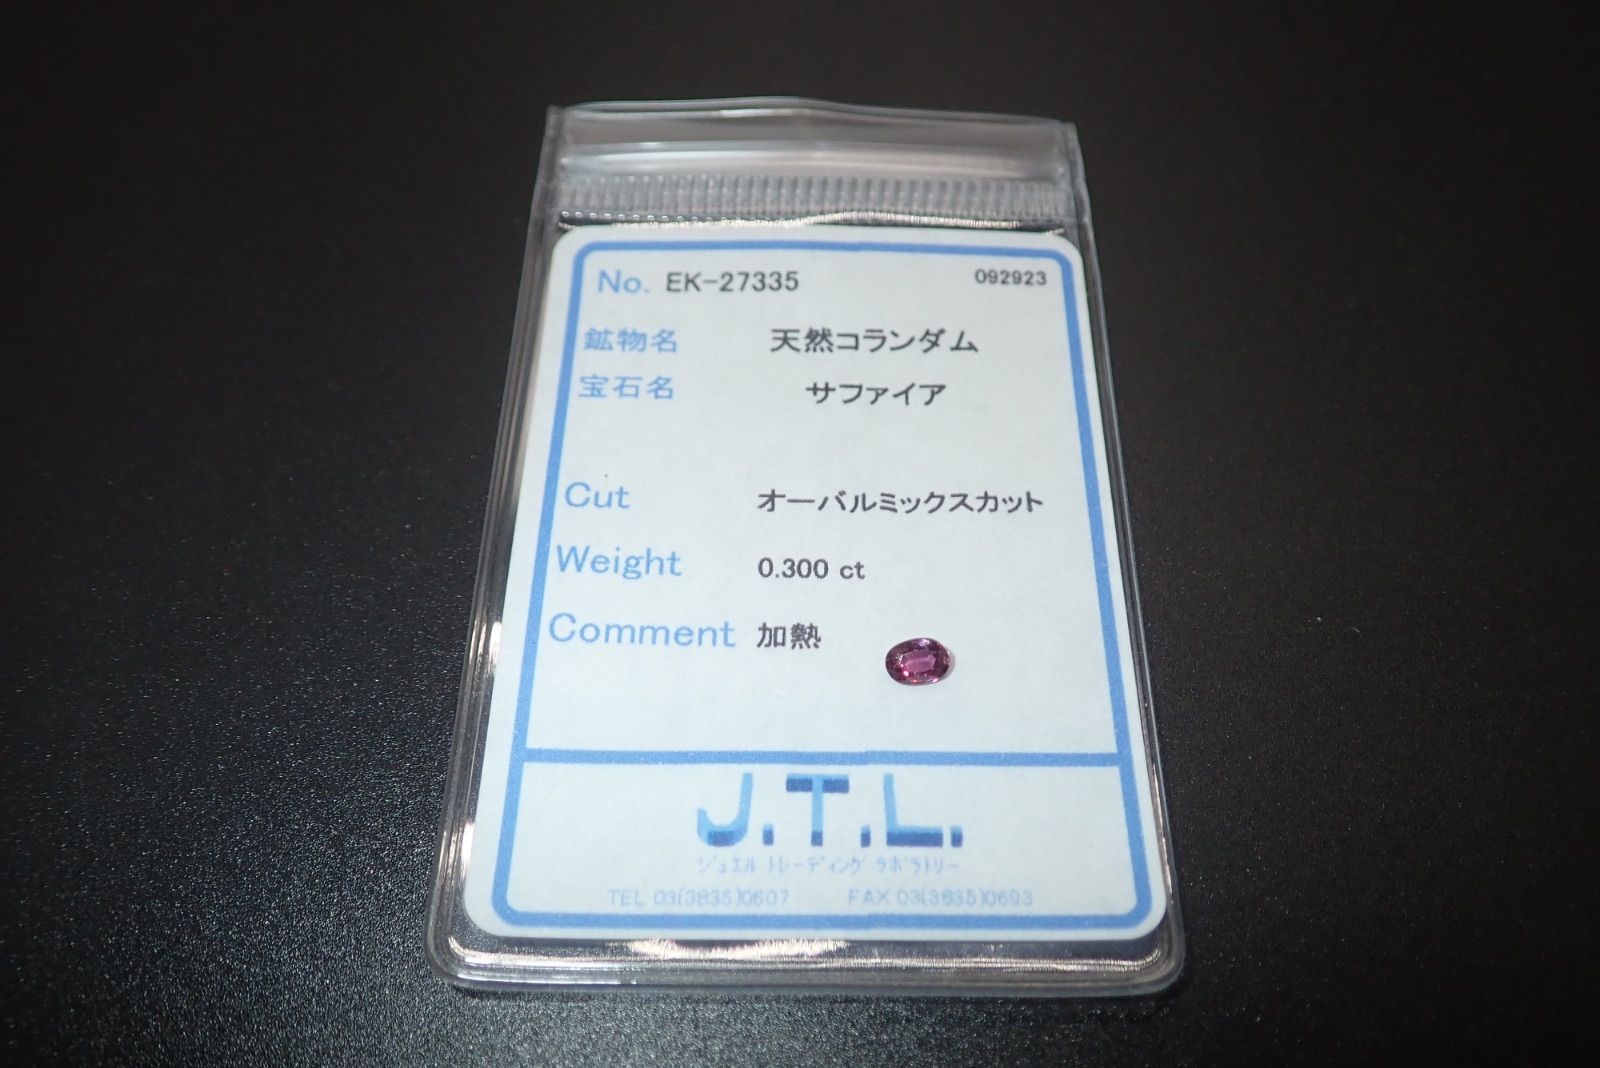 No. EK-27335 092923
鉱物名 天然コランダム
宝石名 サファイア
Cut オーバルミックスカット
Weight 0.300 ct
Comment 加熱
J.T.L.
ジュエルトレーディングラボラトリー
TEL 03(3835)0607 FAX 03(3835)0693